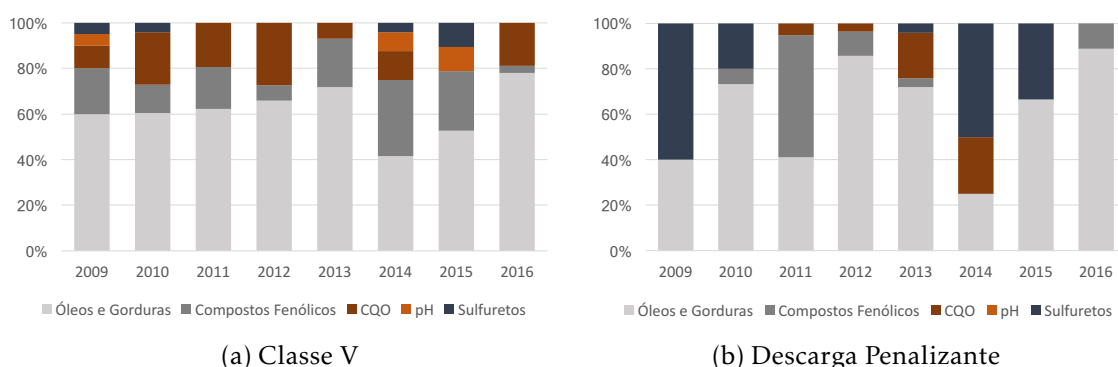 100%
80%
60%
40%
20%
0%
2009 2010 2011 2012 2013 2014 2015 2016
Óleos e Gorduras Compostos Fenólicos CQO pH Sulfuretos
(a) Classe V
100%
80%
60%
40%
20%
0%
2009 2010 2011 2012 2013 2014 2015 2016
Óleos e Gorduras Compostos Fenólicos CQO pH Sulfuretos
(b) Descarga Penalizante